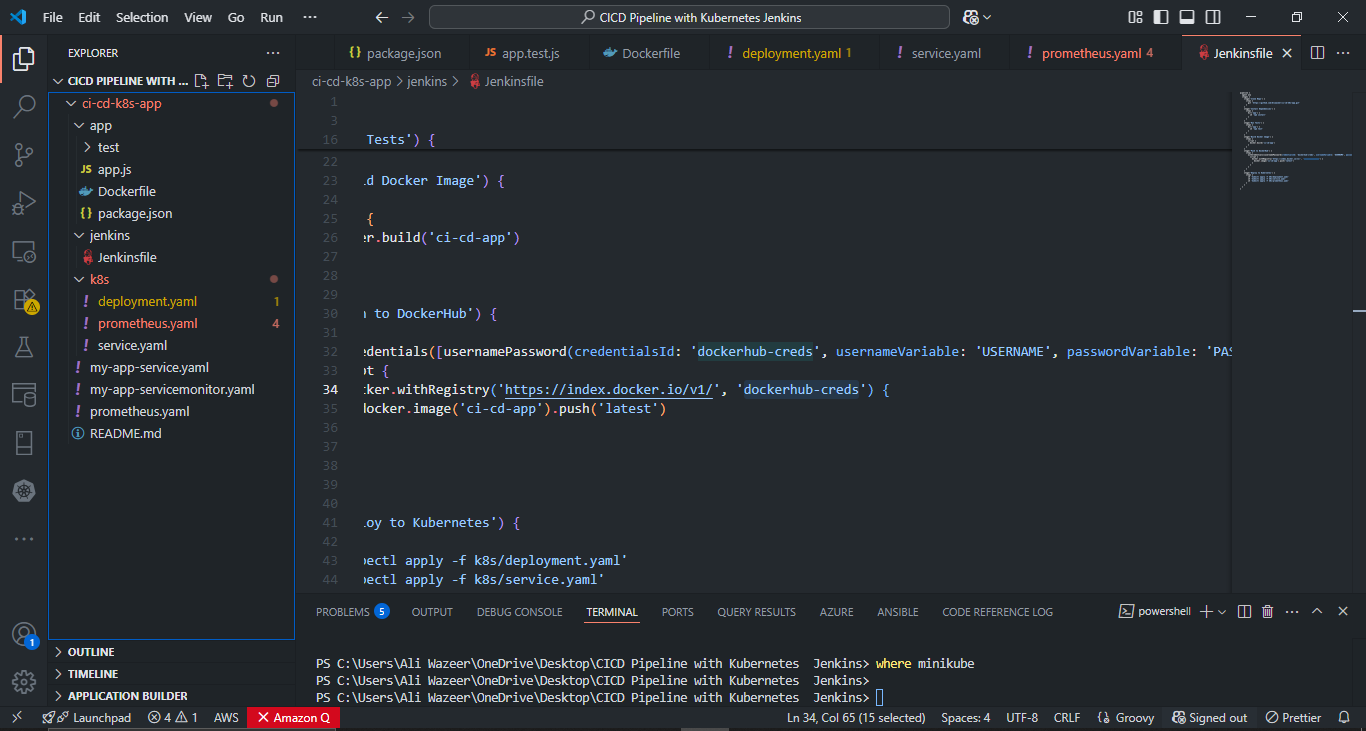 File Edit Selection View Go Run ···
CICD Pipeline with Kubernetes Jenkins
EXPLORER
CICD PIPELINE WITH ...
ci-cd-k8s-app
app
test
JS app.js
Dockerfile
{} package.json
jenkins
Jenkinsfile
k8s
! deployment.yaml 1
! prometheus.yaml 4
! service.yaml
! my-app-service.yaml
! my-app-servicemonitor.yaml
! prometheus.yaml
README.md
OUTLINE
TIMELINE
APPLICATION BUILDER
{} package.json
JS app.test.js
Dockerfile
! deployment.yaml 1
! service.yaml
! prometheus.yaml 4
Jenkinsfile
ci-cd-k8s-app > jenkins > Jenkinsfile
1
3
16 Tests') {
22
23 d Docker Image') {
24
25 {
26 er.build('ci-cd-app')
27
28
29
30 h to DockerHub') {
31
32 edentials([usernamePassword(credentialsId: 'dockerhub-creds', usernameVariable: 'USERNAME', passwordVariable: 'PAS
33 pt {
34 cker.withRegistry('https://index.docker.io/v1/', 'dockerhub-creds') {
35 docker.image('ci-cd-app').push('latest')
36
37
38
39
40
41 loy to Kubernetes') {
42
43 bectl apply -f k8s/deployment.yaml'
44 bectl apply -f k8s/service.yaml'
PROBLEMS 5 OUTPUT DEBUG CONSOLE TERMINAL PORTS QUERY RESULTS AZURE ANSIBLE CODE REFERENCE LOG
powershell
PS C:\Users\Ali Wazeer\OneDrive\Desktop\CICD Pipeline with Kubernetes  Jenkins> where minikube
PS C:\Users\Ali Wazeer\OneDrive\Desktop\CICD Pipeline with Kubernetes  Jenkins>
PS C:\Users\Ali Wazeer\OneDrive\Desktop\CICD Pipeline with Kubernetes  Jenkins>
1
Launchpad 4 1 AWS Amazon Q
Ln 34, Col 65 (15 selected) Spaces: 4 UTF-8 CRLF Groovy Signed out Prettier